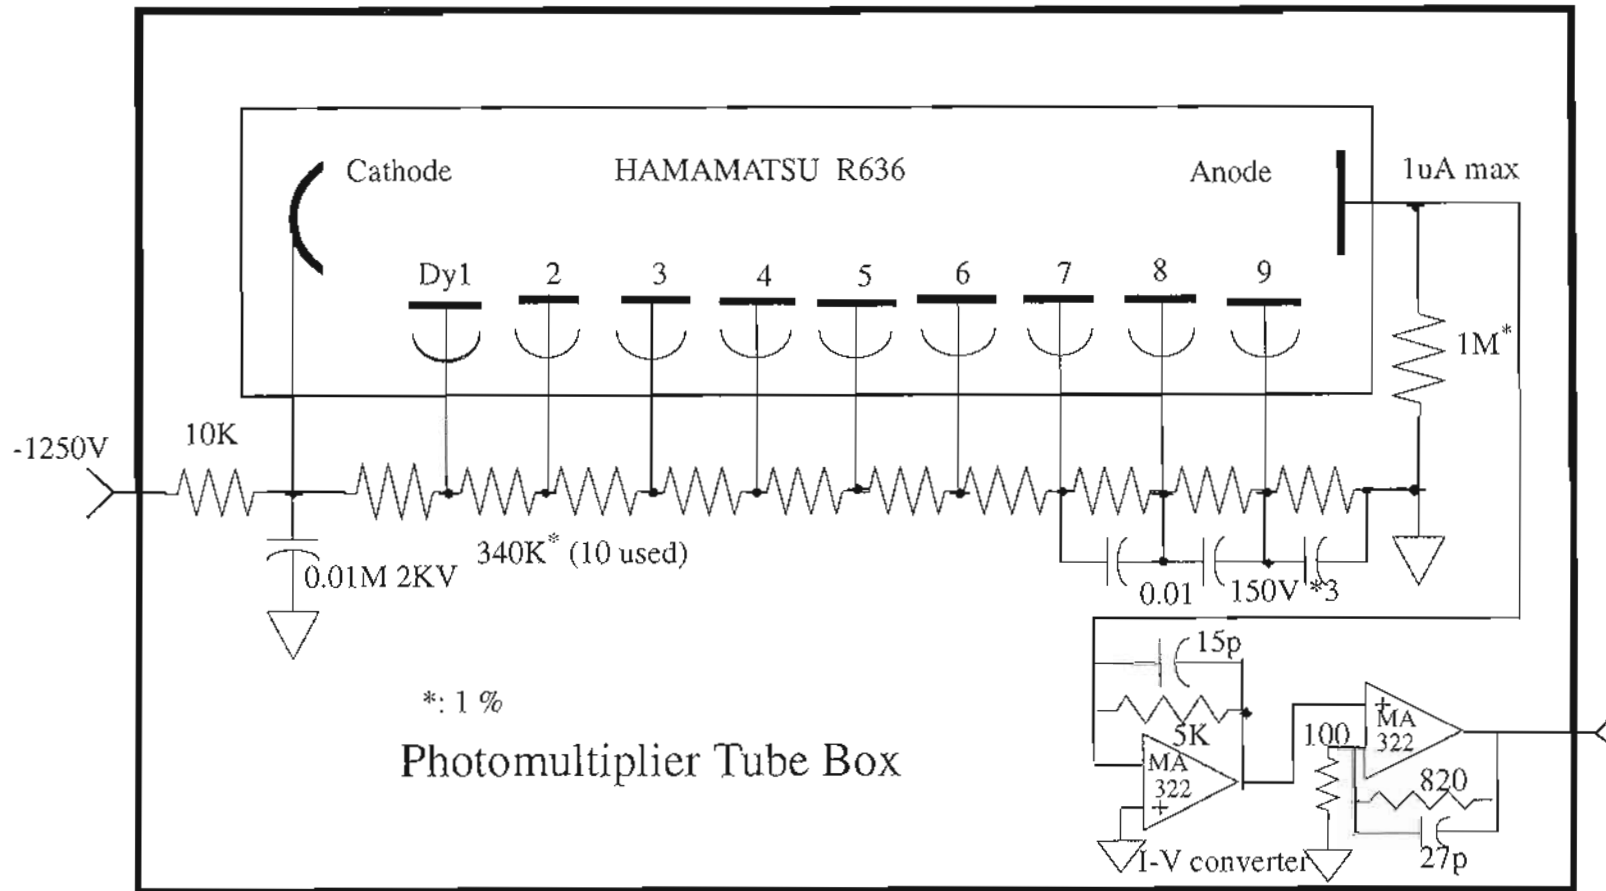 Cathode
HAMAMATSU R636
Anode
1uA max
Dy1
2
3
4
5
6
7
8
9
1M*
-1250V
10K
340K* (10 used)
0.01M 2KV
0.01
150V *3
15p
5K
MA
322
+
I-V converter
100
+
MA
322
820
27p
*: 1 %
Photomultiplier Tube Box